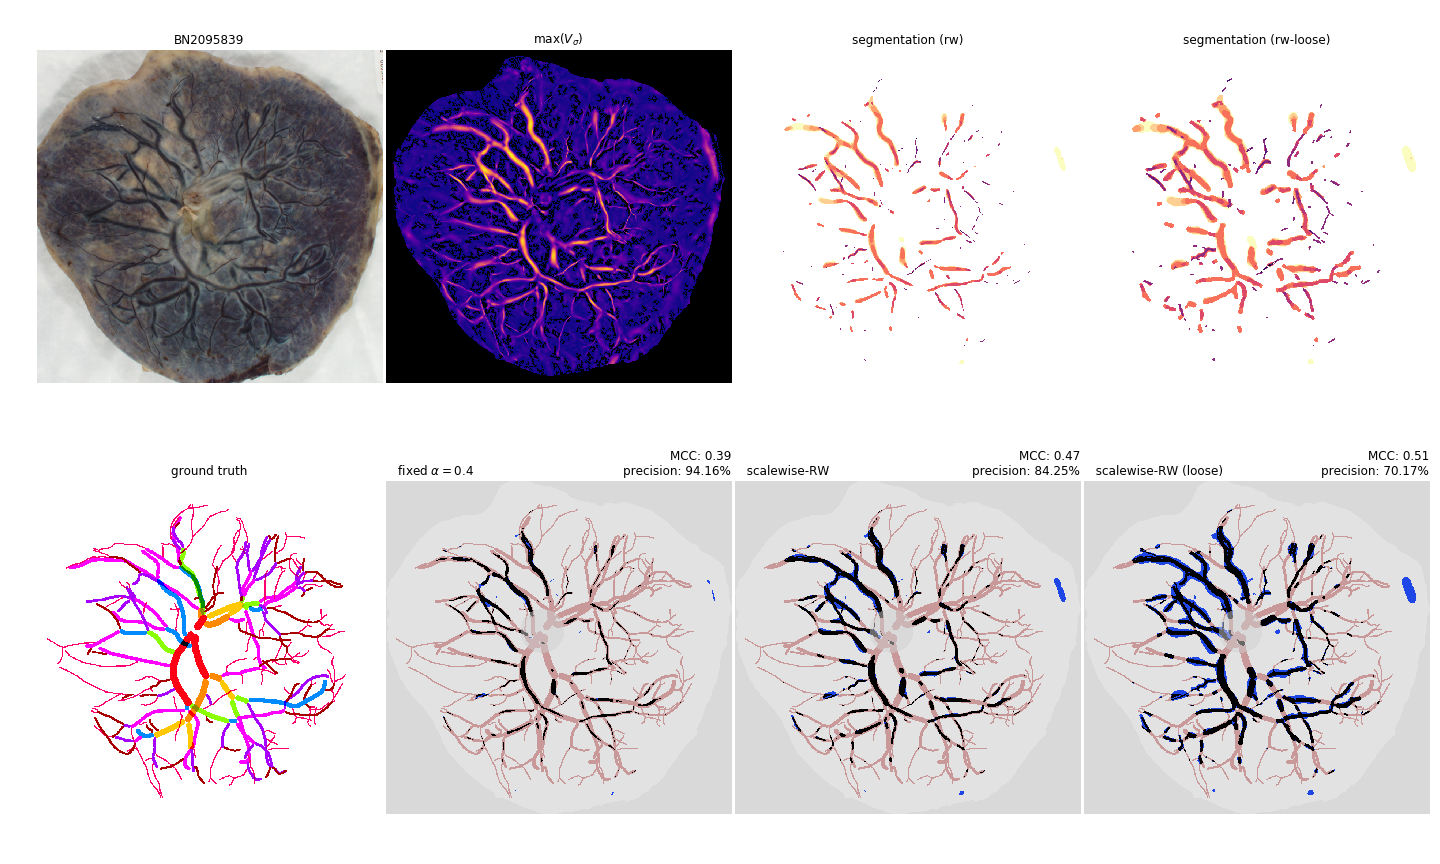 BN2095839
max(V_σ)
segmentation (rw)
segmentation (rw-loose)
ground truth
fixed α = 0.4
MCC: 0.39
precision: 94.16%
scalewise-RW
MCC: 0.47
precision: 84.25%
scalewise-RW (loose)
MCC: 0.51
precision: 70.17%